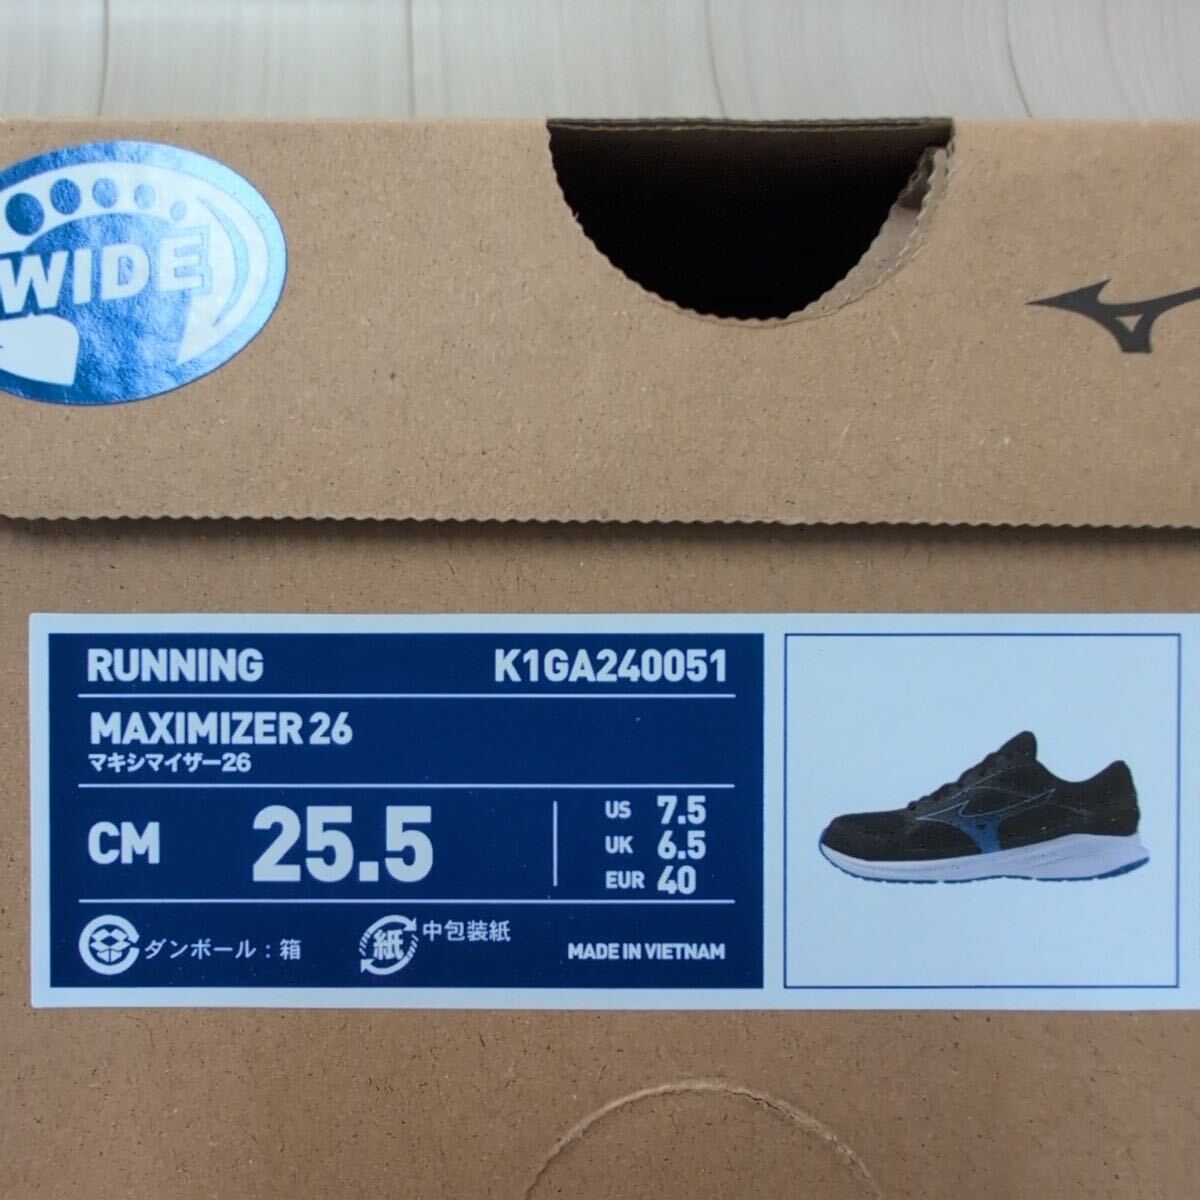 WIDE
RUNNING K1GA240051
MAXIMIZER 26
マキシマイザー26
CM 25.5
US 7.5
UK 6.5
EUR 40
ダンボール：箱
紙 中包装紙
MADE IN VIETNAM